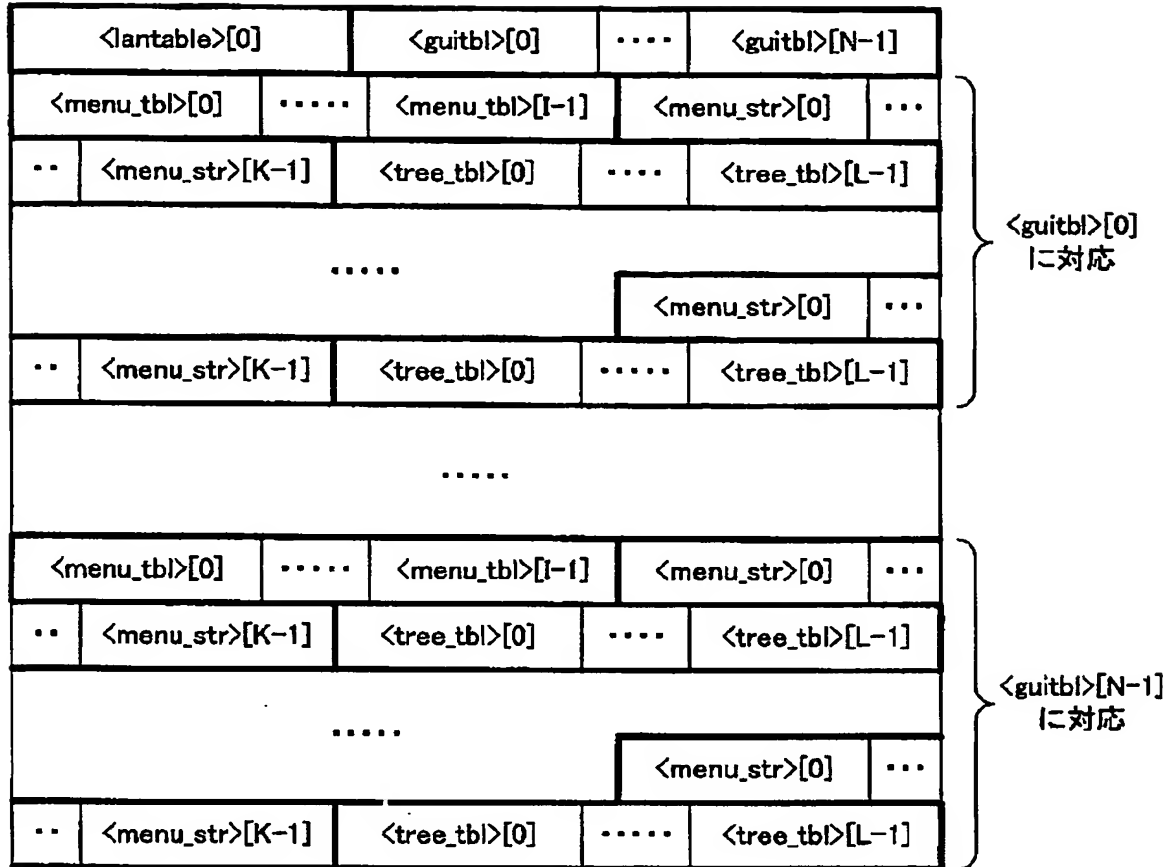 <lantable>[0] <guitbl>[0] ···· <guitbl>[N-1]
<menu_tbl>[0] ····· <menu_tbl>[I-1] <menu_str>[0] ···
·· <menu_str>[K-1] <tree_tbl>[0] ···· <tree_tbl>[L-1]
·····
<menu_str>[0] ···
·· <menu_str>[K-1] <tree_tbl>[0] ····· <tree_tbl>[L-1]
<guitbl>[0]
に対応
·····
<menu_tbl>[0] ····· <menu_tbl>[I-1] <menu_str>[0] ···
·· <menu_str>[K-1] <tree_tbl>[0] ···· <tree_tbl>[L-1]
·····
<menu_str>[0] ···
·· <menu_str>[K-1] <tree_tbl>[0] ····· <tree_tbl>[L-1]
<guitbl>[N-1]
に対応